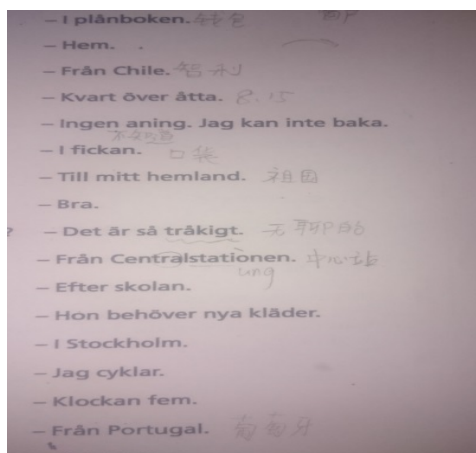 – I plånboken. 钱包
– Hem.
– Från Chile. 智利
– Kvart över åtta. 8.15
– Ingen aning. Jag kan inte baka.
不知道
– I fickan. 口袋
– Till mitt hemland. 祖国
– Bra.
? – Det är så tråkigt. 无聊的
– Från Centralstationen. 中心站
ung
– Efter skolan.
– Hon behöver nya kläder.
– I Stockholm.
– Jag cyklar.
– Klockan fem.
– Från Portugal. 葡萄牙